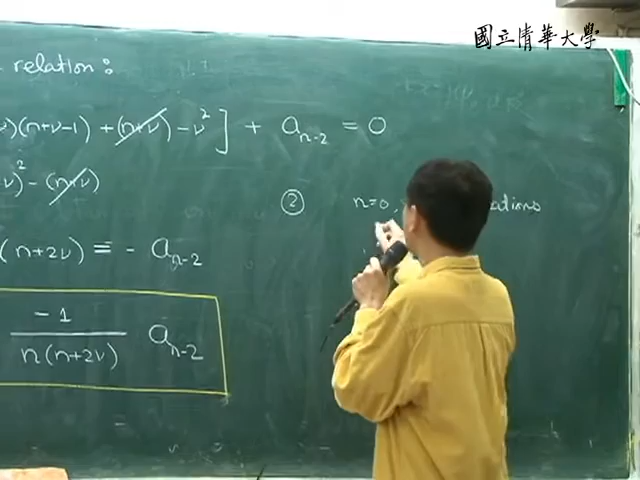 國立清華大學
relation:
)(n+ν-1) + (n+ν) - ν²] + aₙ₋₂ = 0
ν)² - (n+ν)
② n=0, ations
(n+2ν) = - aₙ₋₂
-1 / n(n+2ν) aₙ₋₂